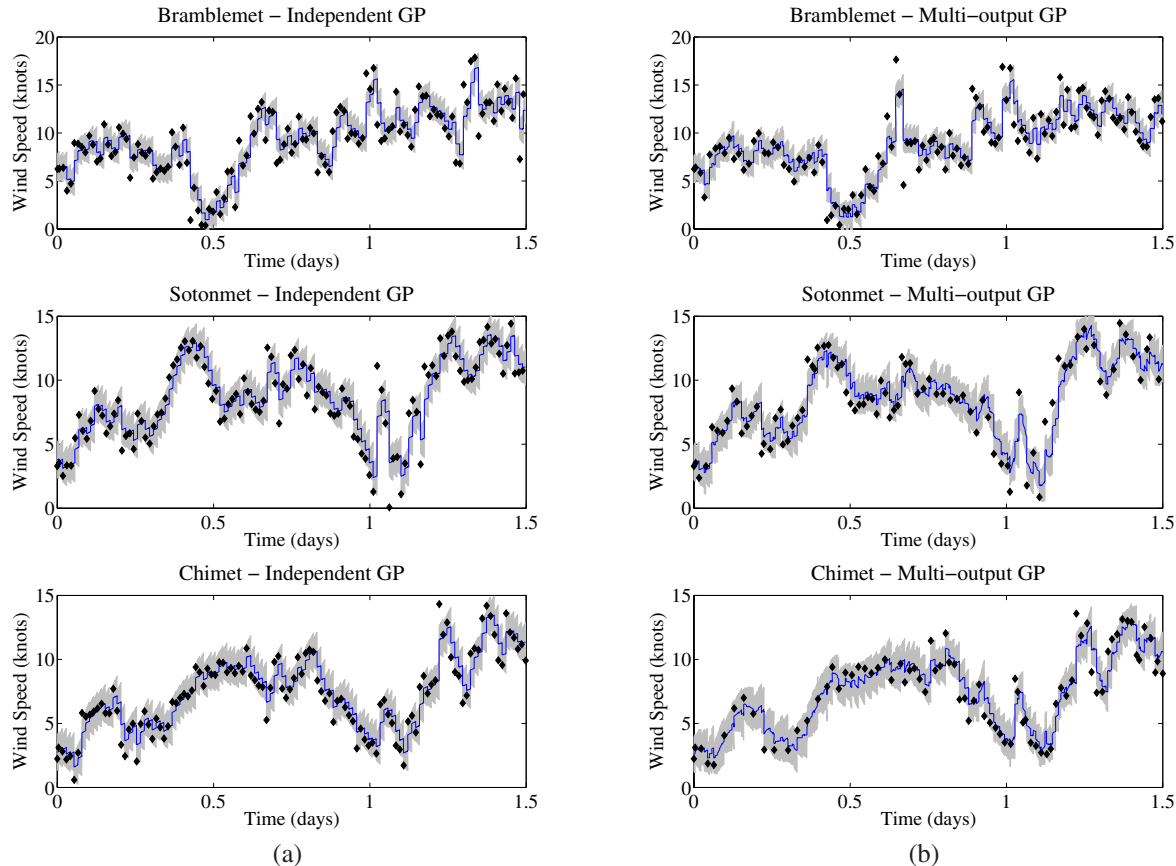 Bramblemet − Independent GP
20
15
10
5
0
Wind Speed (knots)
0 0.5 1 1.5
Time (days)
Sotonmet − Independent GP
15
10
5
0
Wind Speed (knots)
0 0.5 1 1.5
Time (days)
Chimet − Independent GP
15
10
5
0
Wind Speed (knots)
0 0.5 1 1.5
Time (days)
(a)
Bramblemet − Multi−output GP
20
15
10
5
0
Wind Speed (knots)
0 0.5 1 1.5
Time (days)
Sotonmet − Multi−output GP
15
10
5
0
Wind Speed (knots)
0 0.5 1 1.5
Time (days)
Chimet − Multi−output GP
15
10
5
0
Wind Speed (knots)
0 0.5 1 1.5
Time (days)
(b)